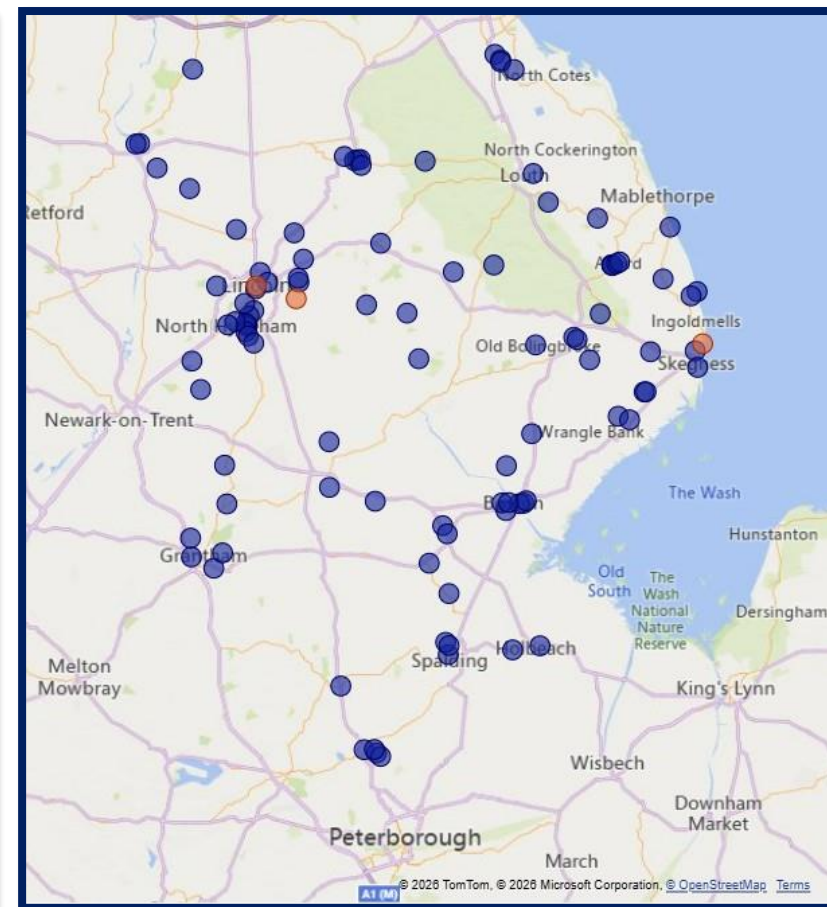 North Cotes
North Cockerington
Louth
Mablethorpe
Retford
Alford
Lincoln
Ingoldmells
North Hykeham
Old Bolingbroke
Skegness
Newark-on-Trent
Wrangle Bank
The Wash
Boston
Hunstanton
Grantham
Old
South
The
Wash
National
Nature
Reserve
Dersingham
Holbeach
Spalding
Melton
Mowbray
King's Lynn
Wisbech
Downham
Market
Peterborough
March
A1 (M)
© 2026 TomTom, © 2026 Microsoft Corporation, © OpenStreetMap Terms